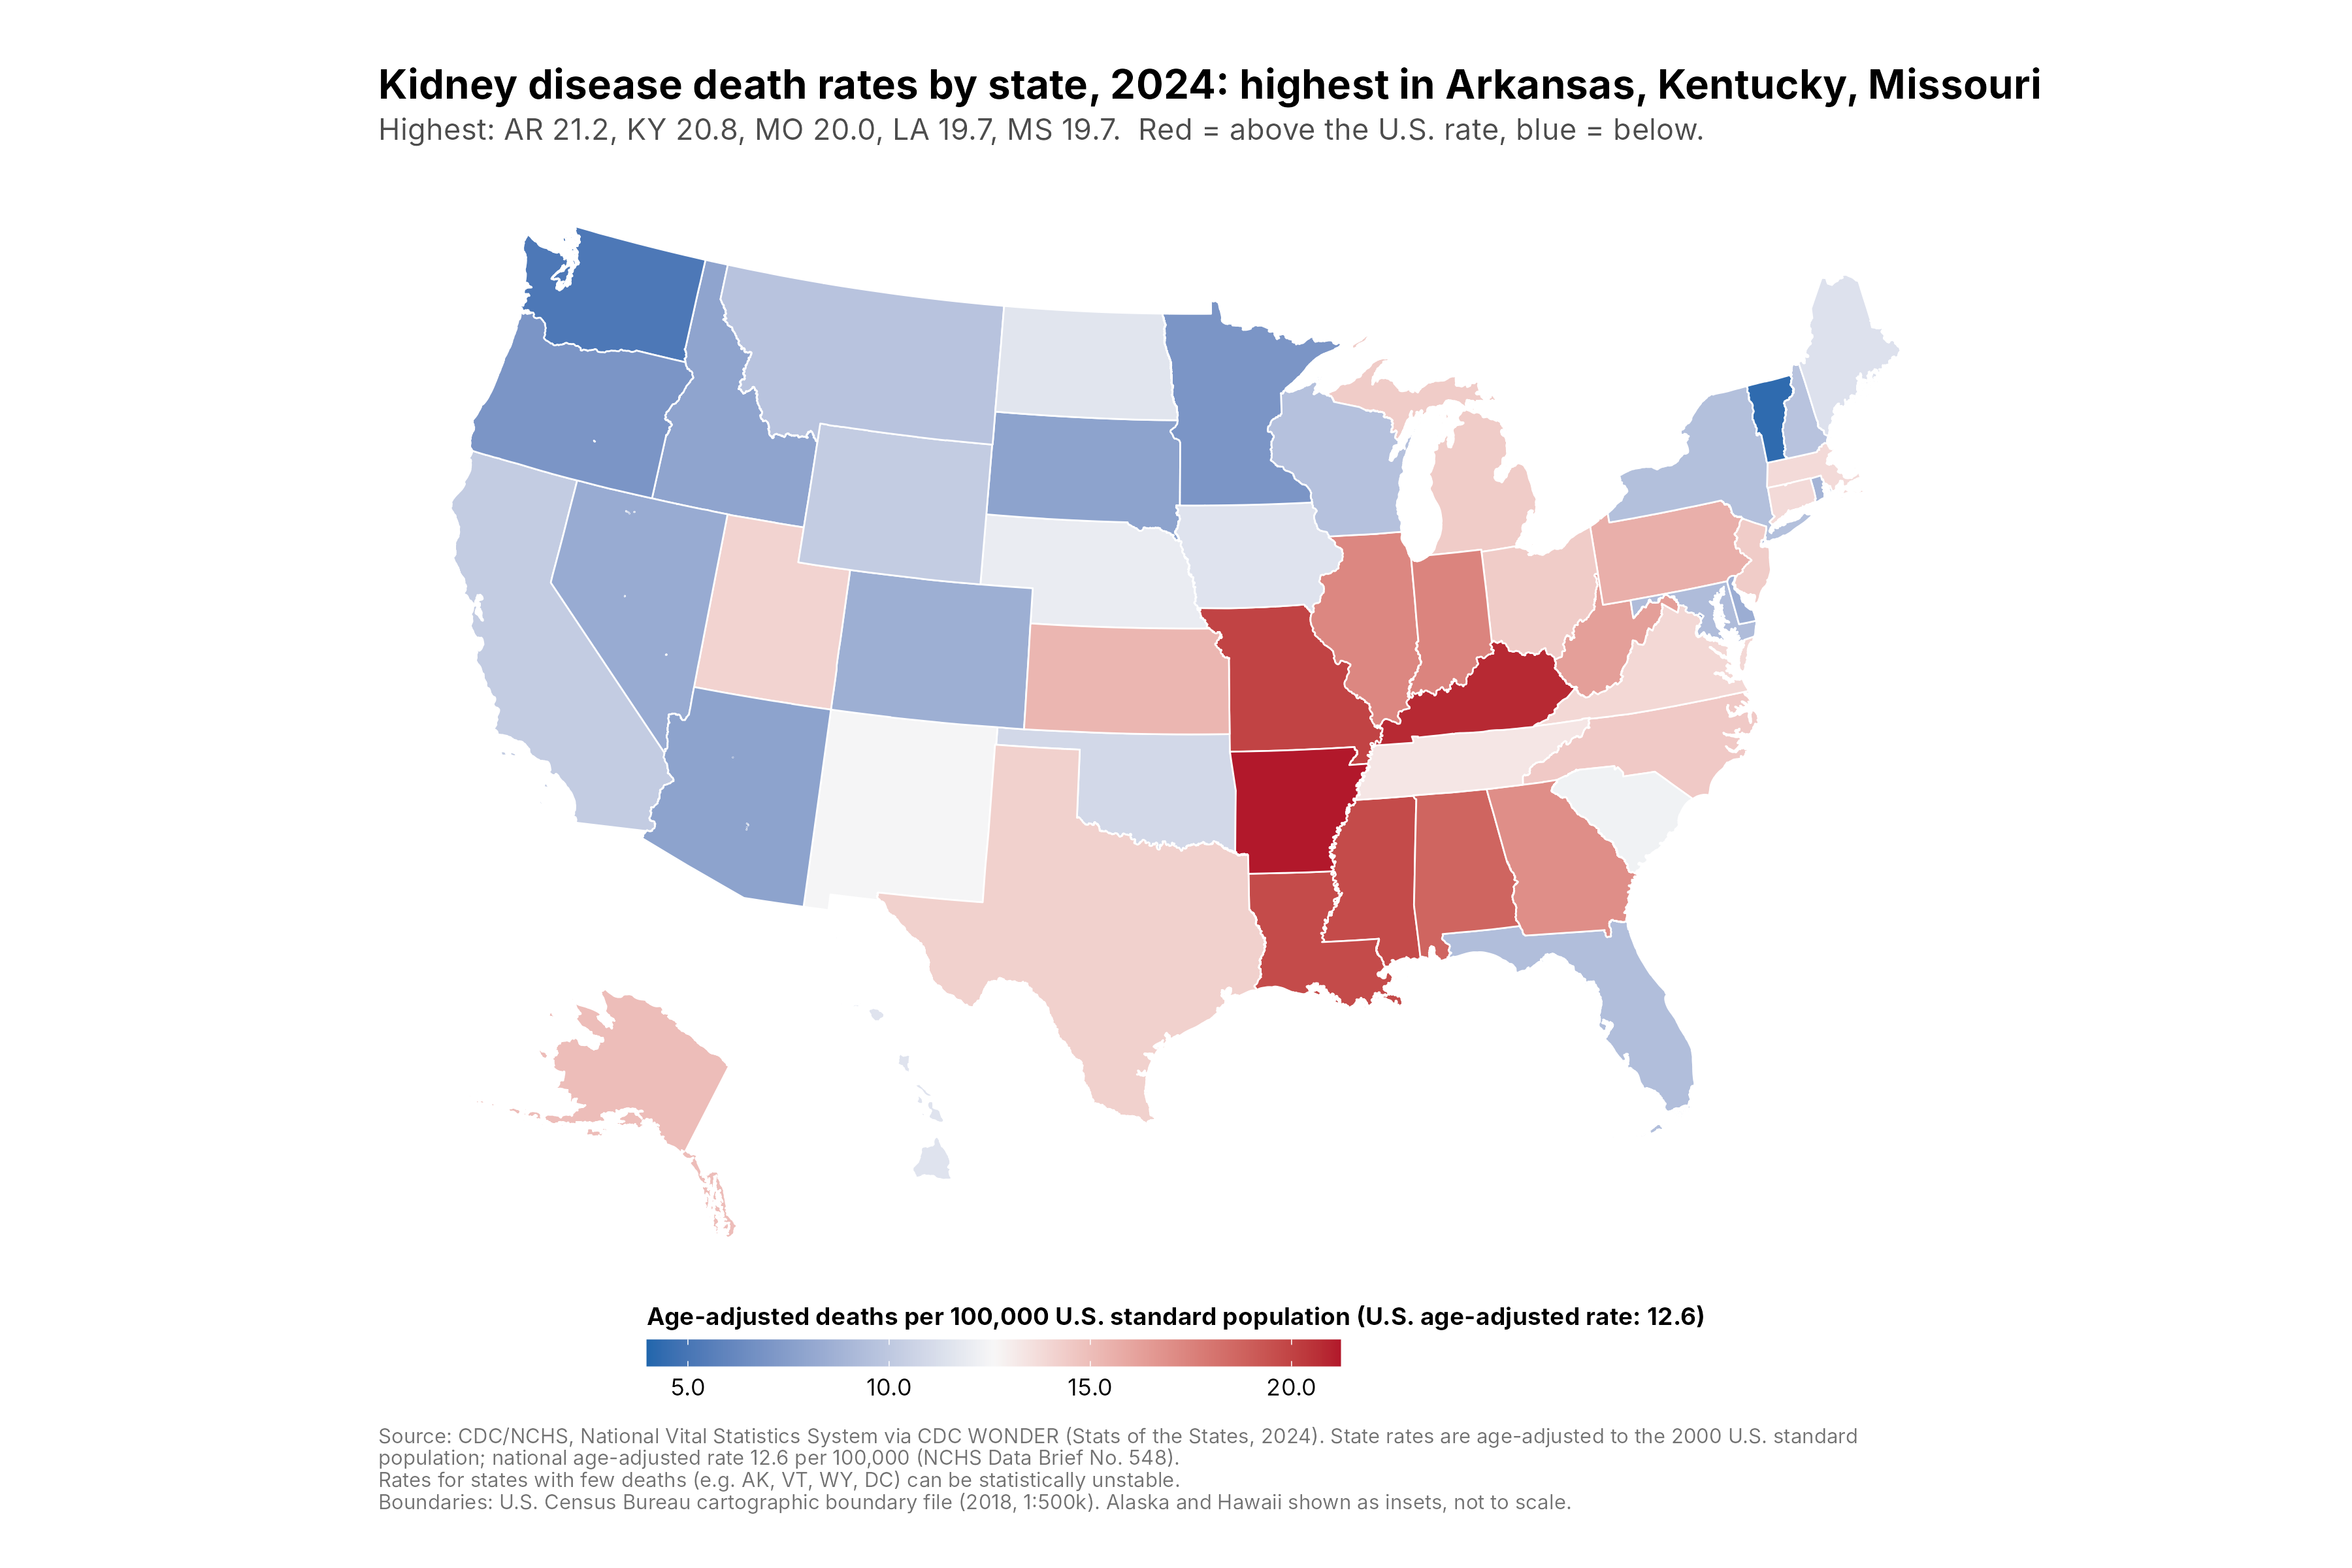 Kidney disease death rates by state, 2024: highest in Arkansas, Kentucky, Missouri
Highest: AR 21.2, KY 20.8, MO 20.0, LA 19.7, MS 19.7.  Red = above the U.S. rate, blue = below.
Age-adjusted deaths per 100,000 U.S. standard population (U.S. age-adjusted rate: 12.6)
5.0 10.0 15.0 20.0
Source: CDC/NCHS, National Vital Statistics System via CDC WONDER (Stats of the States, 2024). State rates are age-adjusted to the 2000 U.S. standard
population; national age-adjusted rate 12.6 per 100,000 (NCHS Data Brief No. 548).
Rates for states with few deaths (e.g. AK, VT, WY, DC) can be statistically unstable.
Boundaries: U.S. Census Bureau cartographic boundary file (2018, 1:500k). Alaska and Hawaii shown as insets, not to scale.